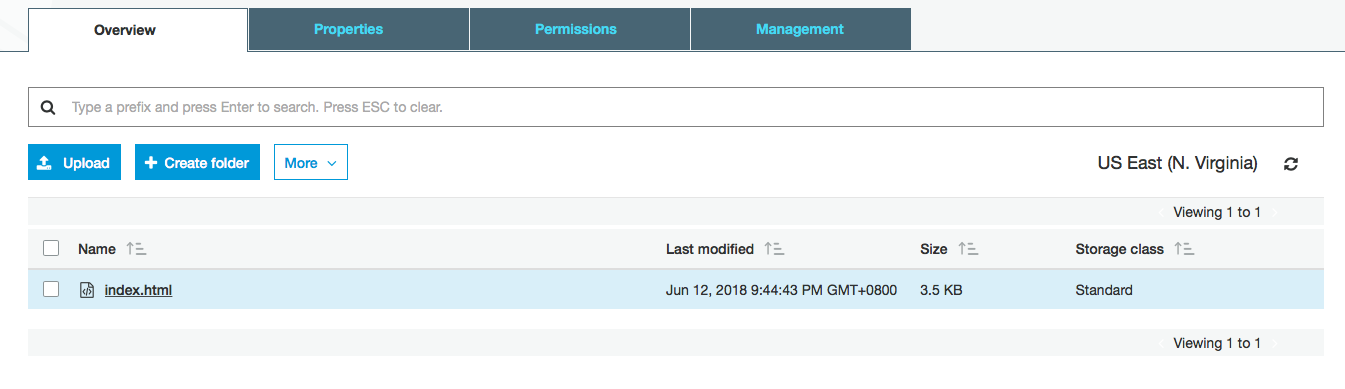 Overview Properties Permissions Management
Type a prefix and press Enter to search. Press ESC to clear.
Upload Create folder More US East (N. Virginia)
Viewing 1 to 1
Name Last modified Size Storage class
index.html Jun 12, 2018 9:44:43 PM GMT+0800 3.5 KB Standard
Viewing 1 to 1